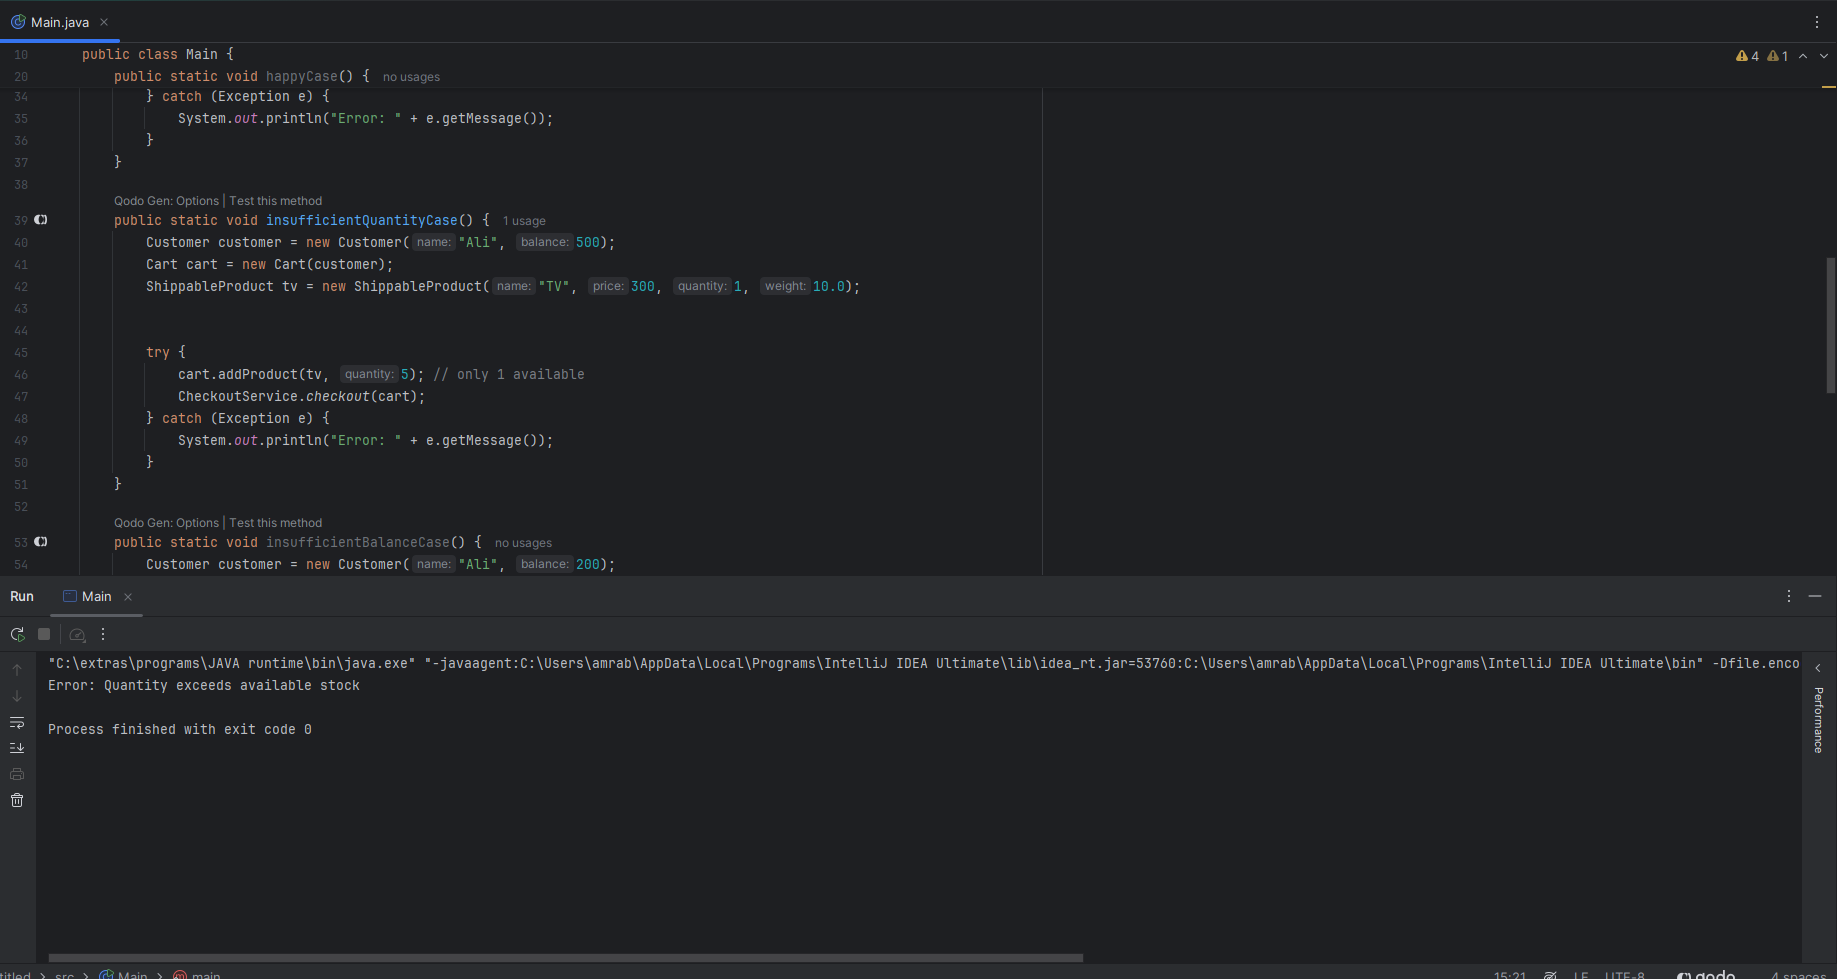 Main.java
10 public class Main {
4 1
20 public static void happyCase() { no usages
34 } catch (Exception e) {
35 System.out.println("Error: " + e.getMessage());
36 }
37 }
38
Qodo Gen: Options | Test this method
39 public static void insufficientQuantityCase() { 1 usage
40 Customer customer = new Customer( name: "Ali", balance: 500);
41 Cart cart = new Cart(customer);
42 ShippableProduct tv = new ShippableProduct( name: "TV", price: 300, quantity: 1, weight: 10.0);
43
44
45 try {
46 cart.addProduct(tv, quantity: 5); // only 1 available
47 CheckoutService.checkout(cart);
48 } catch (Exception e) {
49 System.out.println("Error: " + e.getMessage());
50 }
51 }
52
Qodo Gen: Options | Test this method
53 public static void insufficientBalanceCase() { no usages
54 Customer customer = new Customer( name: "Ali", balance: 200);
Run Main
"C:\extras\programs\JAVA runtime\bin\java.exe" "-javaagent:C:\Users\amrab\AppData\Local\Programs\IntelliJ IDEA Ultimate\lib\idea_rt.jar=53760:C:\Users\amrab\AppData\Local\Programs\IntelliJ IDEA Ultimate\bin" -Dfile.enco
Error: Quantity exceeds available stock
Process finished with exit code 0
Performance
titled > src > Main > main 15:21 LF UTF-8 qodo 4 spaces